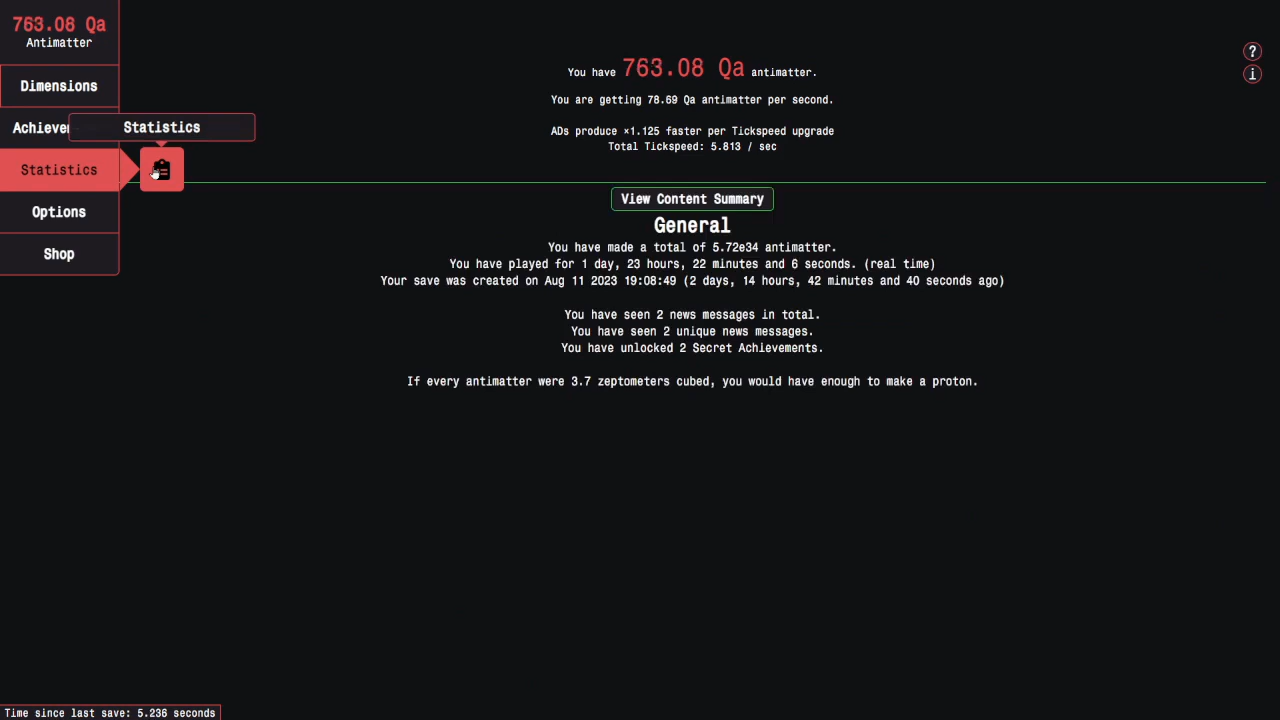 763.08 Qa
Antimatter
Dimensions
Achieve
Statistics
Statistics
Options
Shop
You have 763.08 Qa antimatter.
You are getting 78.69 Qa antimatter per second.
ADs produce ×1.125 faster per Tickspeed upgrade
Total Tickspeed: 5.813 / sec
?
i
View Content Summary
General
You have made a total of 5.72e34 antimatter.
You have played for 1 day, 23 hours, 22 minutes and 6 seconds. (real time)
Your save was created on Aug 11 2023 19:08:49 (2 days, 14 hours, 42 minutes and 40 seconds ago)
You have seen 2 news messages in total.
You have seen 2 unique news messages.
You have unlocked 2 Secret Achievements.
If every antimatter were 3.7 zeptometers cubed, you would have enough to make a proton.
Time since last save: 5.236 seconds